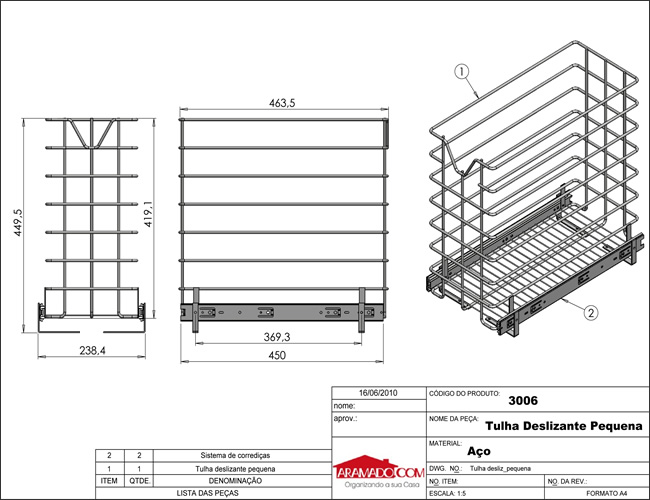 463,5
449,5
419,1
369,3
238,4
450
1
2
16/06/2010
nome:
aprov.:
CÓDIGO DO PRODUTO:
3006
NOME DA PEÇA:
Tulha Deslizante Pequena
MATERIAL:
Aço
DWG. NO.: Tulha desliz_pequena
NO. ITEM:
NO. DA REV.:
ESCALA: 1:5
FORMATO A4
ARAMADO.COM
Organizando a sua Casa
2 2 Sistema de corrediças
1 1 Tulha deslizante pequena
ITEM QTDE. DENOMINAÇÃO
LISTA DAS PEÇAS